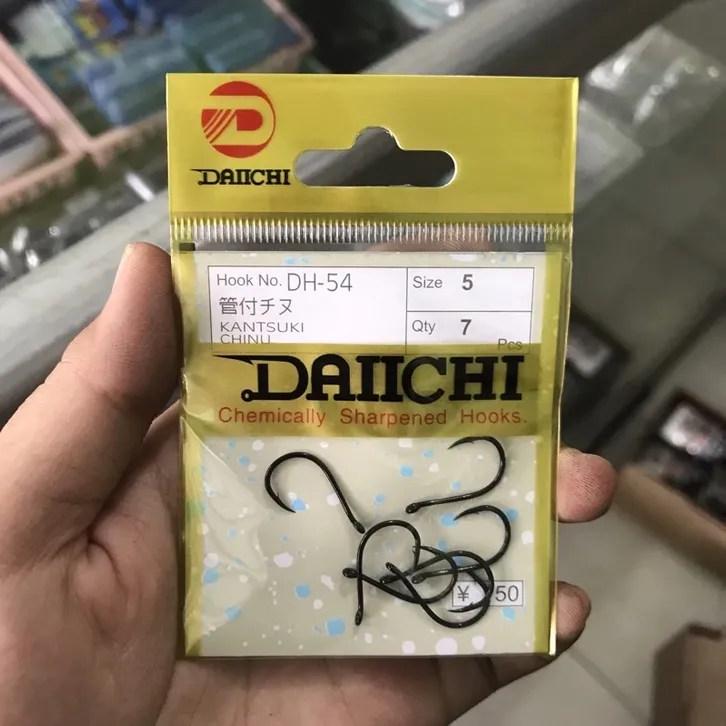 DAIICHI
Hook No. DH-54
管付チヌ
KANTSUKI
CHINU
Size 5
Qty 7
Pcs
DAIICHI
Chemically Sharpened Hooks.
¥ 50